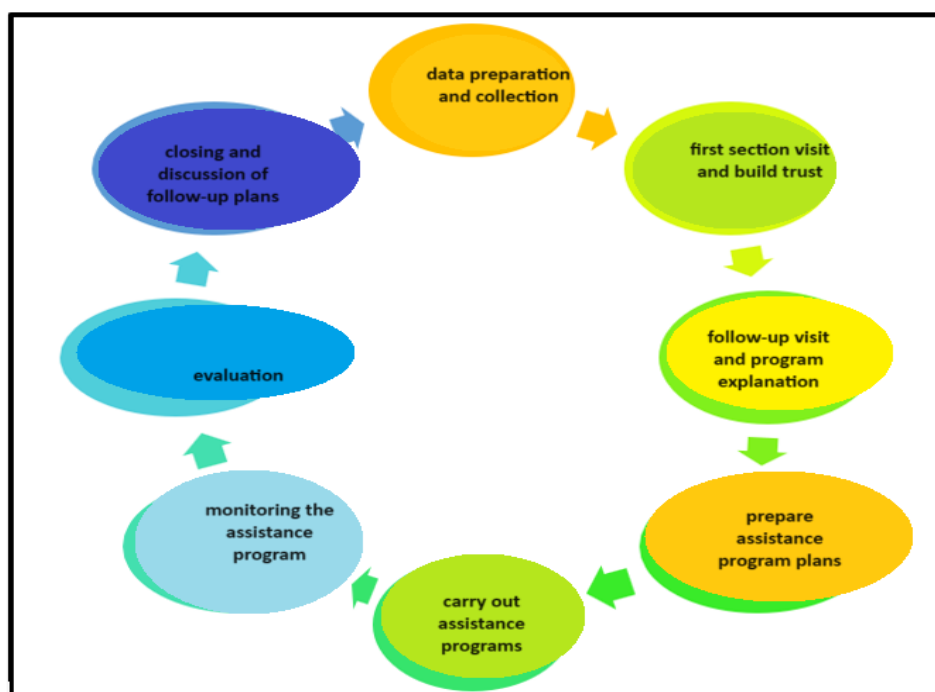 data preparation
and collection
first section visit
and build trust
follow-up visit
and program
explanation
prepare
assistance
program plans
carry out
assistance
programs
monitoring the
assistance
program
evaluation
closing and
discussion of
follow-up plans